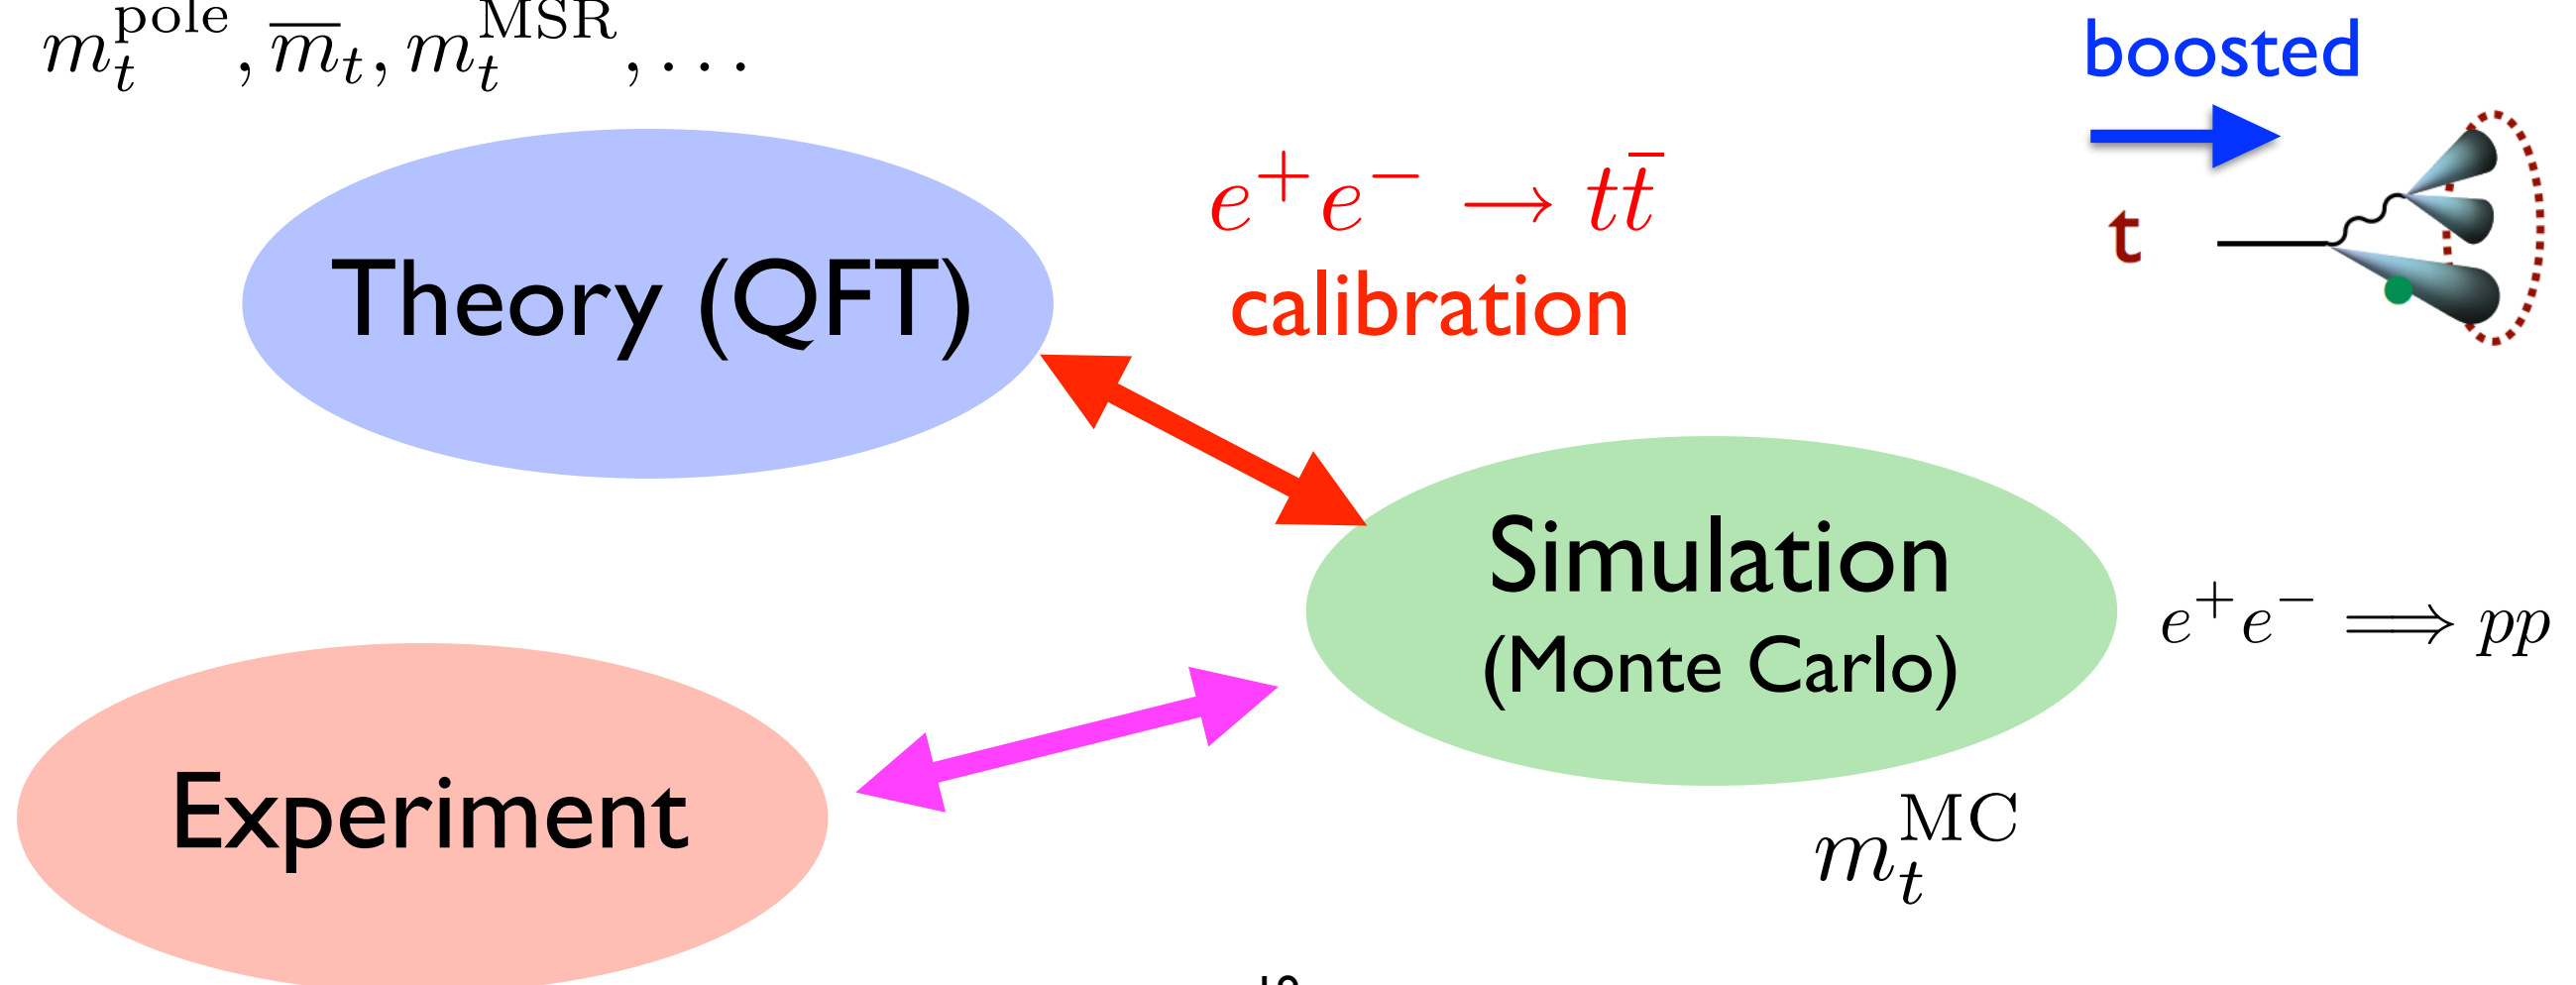 m_t^pole, m̅_t, m_t^MSR, ...
boosted
e⁺e⁻ → tt̅
t
Theory (QFT)
calibration
Simulation
(Monte Carlo)
e⁺e⁻ ⟹ pp
Experiment
m_t^MC